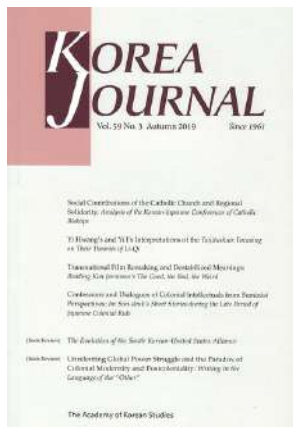 KOREA
JOURNAL
Vol. 59 No. 3 Autumn 2019 Since 1961
Social Contributions of the Catholic Church and Regional
Solidarity: Analysis of the Korean-Japanese Conference of Catholic
Bishops
Yi Hwang's and Yi I's Interpretations of the Focusing
on Their Theories of Li-Qi
Transnational Film Remaking and Destabilized Meanings:
Reading Kim Jee-woon's The Good, the Bad, the Weird
Confessions and Dialogues of Colonial Intellectuals from Feminist
Perspectives: Short Stories during the Late Period of
Japanese Colonial Rule
(Book Review) The Evolution of the South Korean–United States Alliance
(Book Review) Unrelenting Global Power Struggle and the Paradox of
Colonial Modernity and Postcoloniality: Writing in the
Language of the "Other"
The Academy of Korean Studies